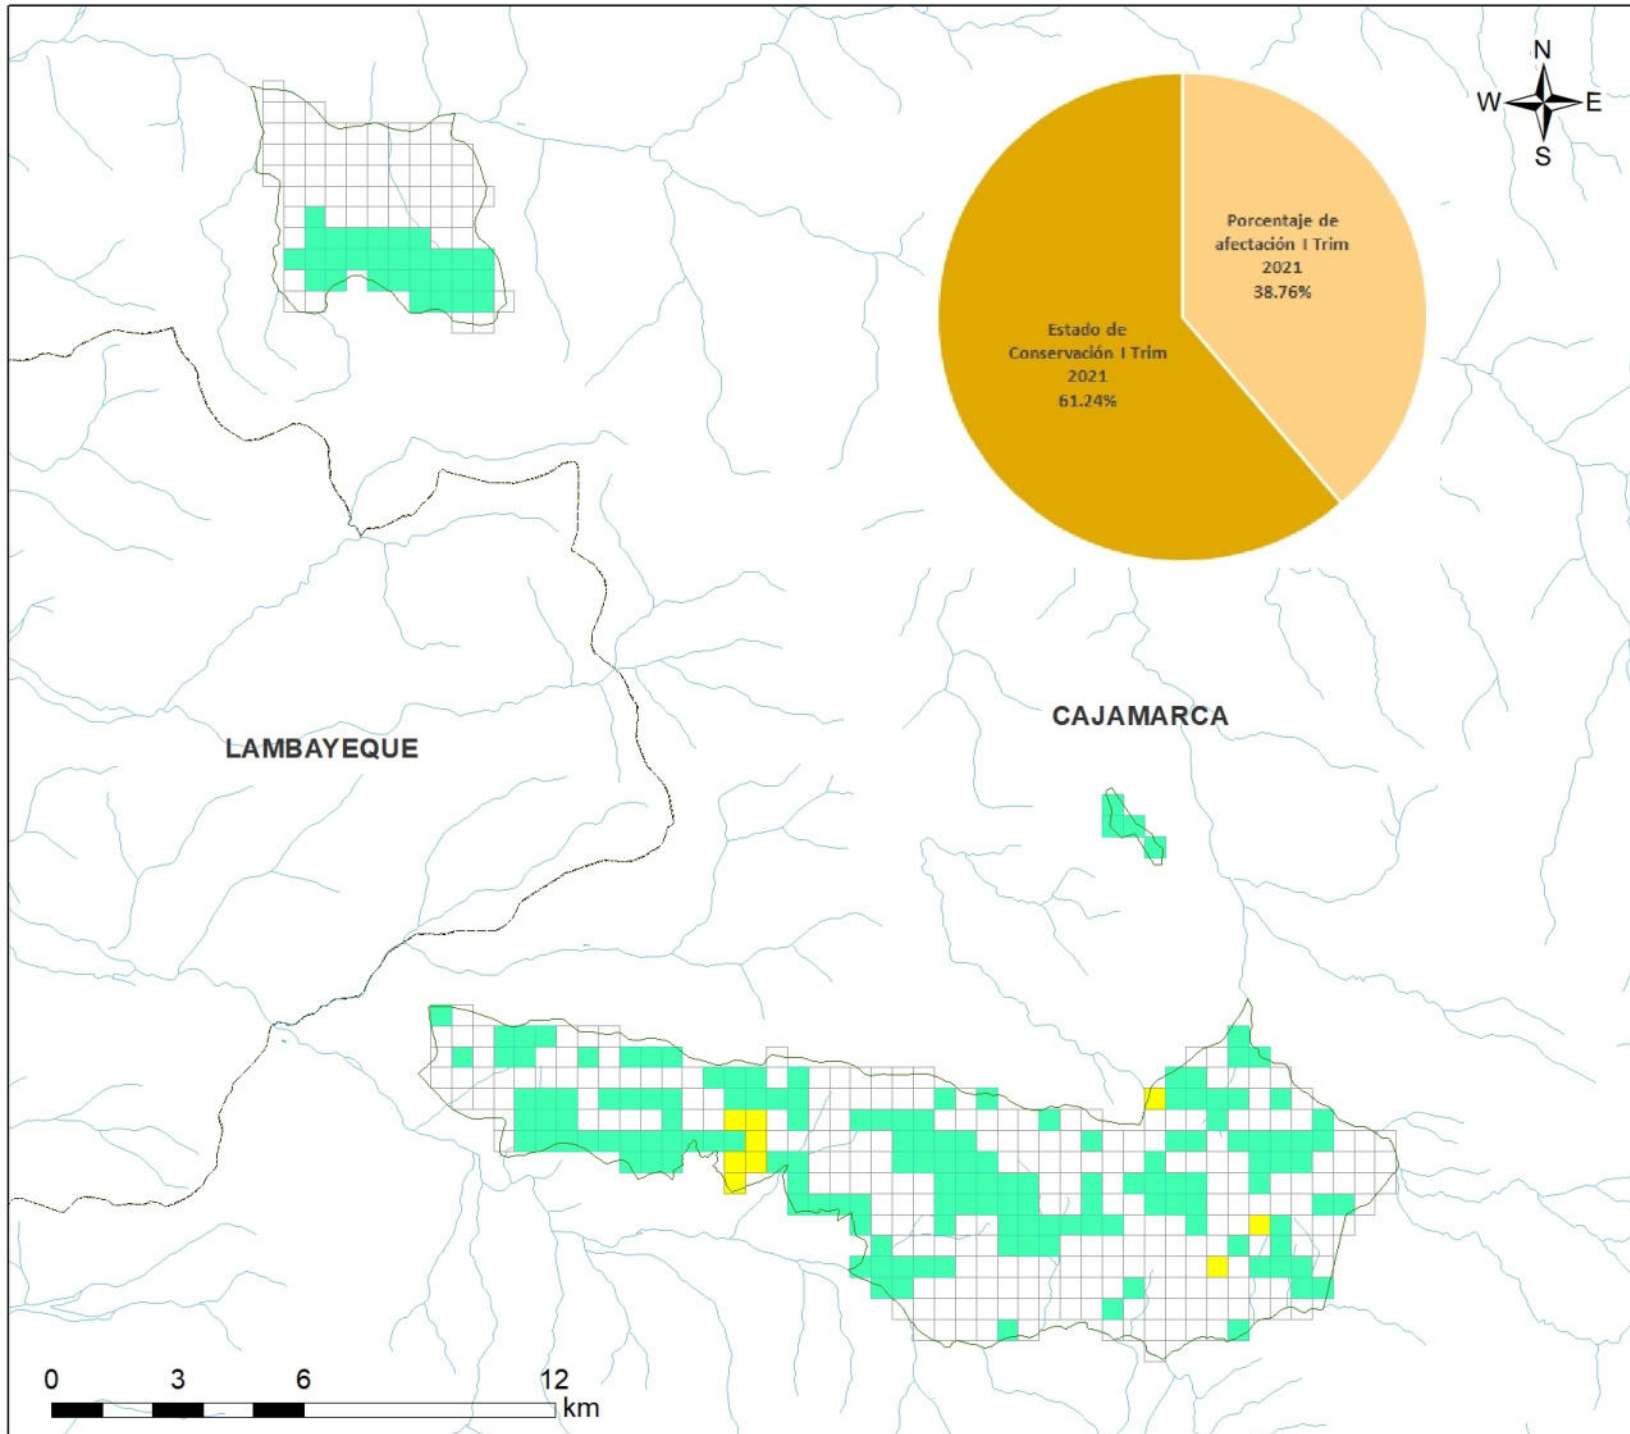 N
W E
S
Porcentaje de
afectación I Trim
2021
38.76%
Estado de
Conservación I Trim
2021
61.24%
CAJAMARCA
LAMBAYEQUE
0 3 6 12
km